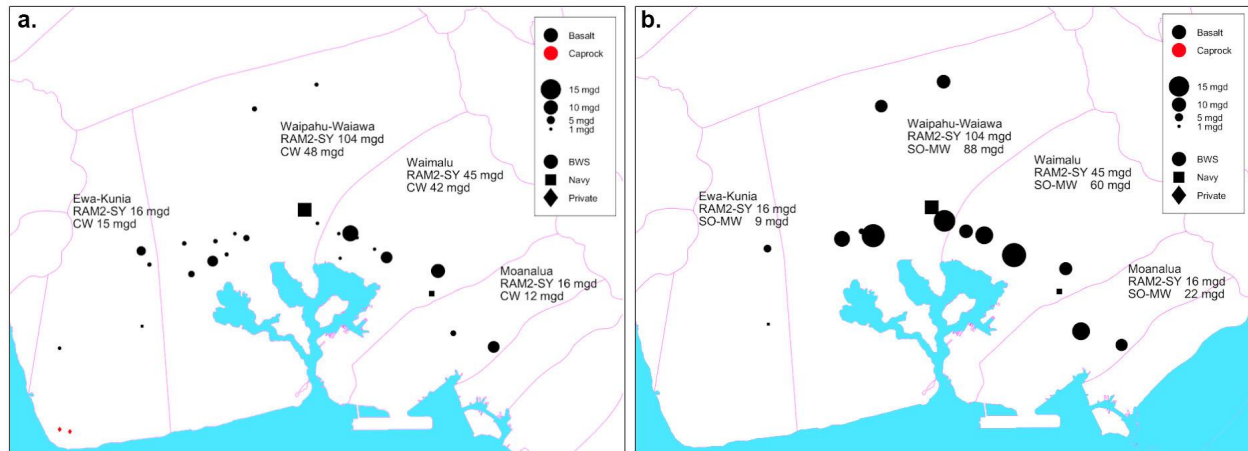 a.
Basalt
Caprock
15 mgd
10 mgd
5 mgd
1 mgd
BWS
Navy
Private
Waipahu-Waiawa
RAM2-SY 104 mgd
CW 48 mgd
Waimalu
RAM2-SY 45 mgd
CW 42 mgd
Ewa-Kunia
RAM2-SY 16 mgd
CW 15 mgd
Moanalua
RAM2-SY 16 mgd
CW 12 mgd
b.
Basalt
Caprock
15 mgd
10 mgd
5 mgd
1 mgd
BWS
Navy
Private
Waipahu-Waiawa
RAM2-SY 104 mgd
SO-MW 88 mgd
Waimalu
RAM2-SY 45 mgd
SO-MW 60 mgd
Ewa-Kunia
RAM2-SY 16 mgd
SO-MW 9 mgd
Moanalua
RAM2-SY 16 mgd
SO-MW 22 mgd